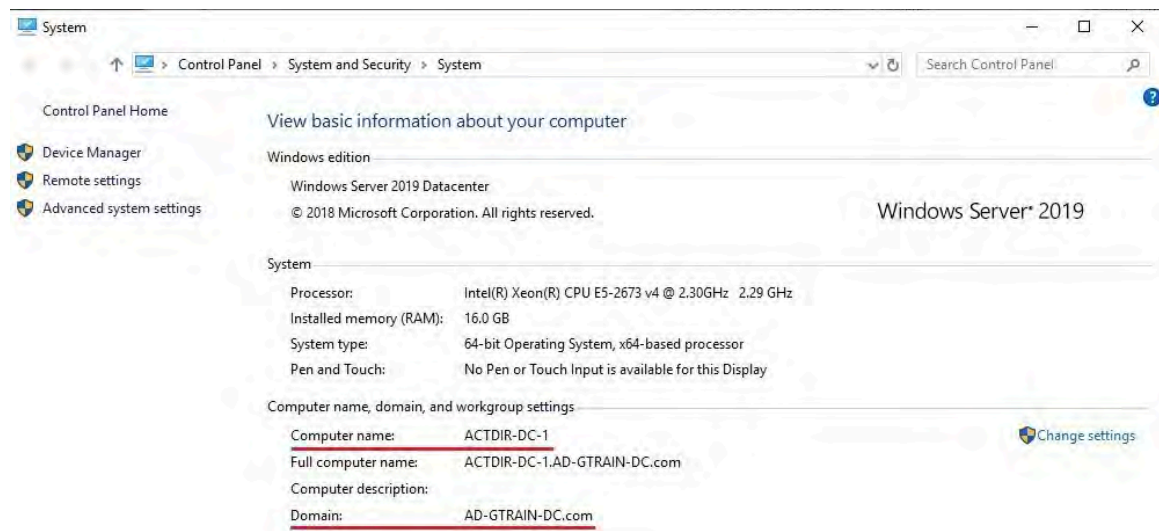 System
Control Panel > System and Security > System
Search Control Panel
Control Panel Home
Device Manager
Remote settings
Advanced system settings
View basic information about your computer
Windows edition
Windows Server 2019 Datacenter
© 2018 Microsoft Corporation. All rights reserved.
Windows Server® 2019
System
Processor: Intel(R) Xeon(R) CPU E5-2673 v4 @ 2.30GHz 2.29 GHz
Installed memory (RAM): 16.0 GB
System type: 64-bit Operating System, x64-based processor
Pen and Touch: No Pen or Touch Input is available for this Display
Computer name, domain, and workgroup settings
Computer name: ACTDIR-DC-1
Change settings
Full computer name: ACTDIR-DC-1.AD-GTRAIN-DC.com
Computer description:
Domain: AD-GTRAIN-DC.com